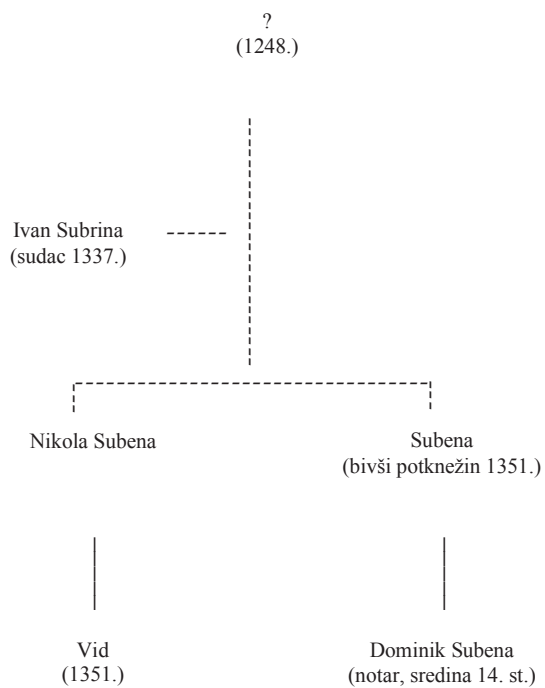 ?
(1248.)
Ivan Subrina
(sudac 1337.)
Nikola Subena
Subena
(bivši potknežin 1351.)
Vid
(1351.)
Dominik Subena
(notar, sredina 14. st.)